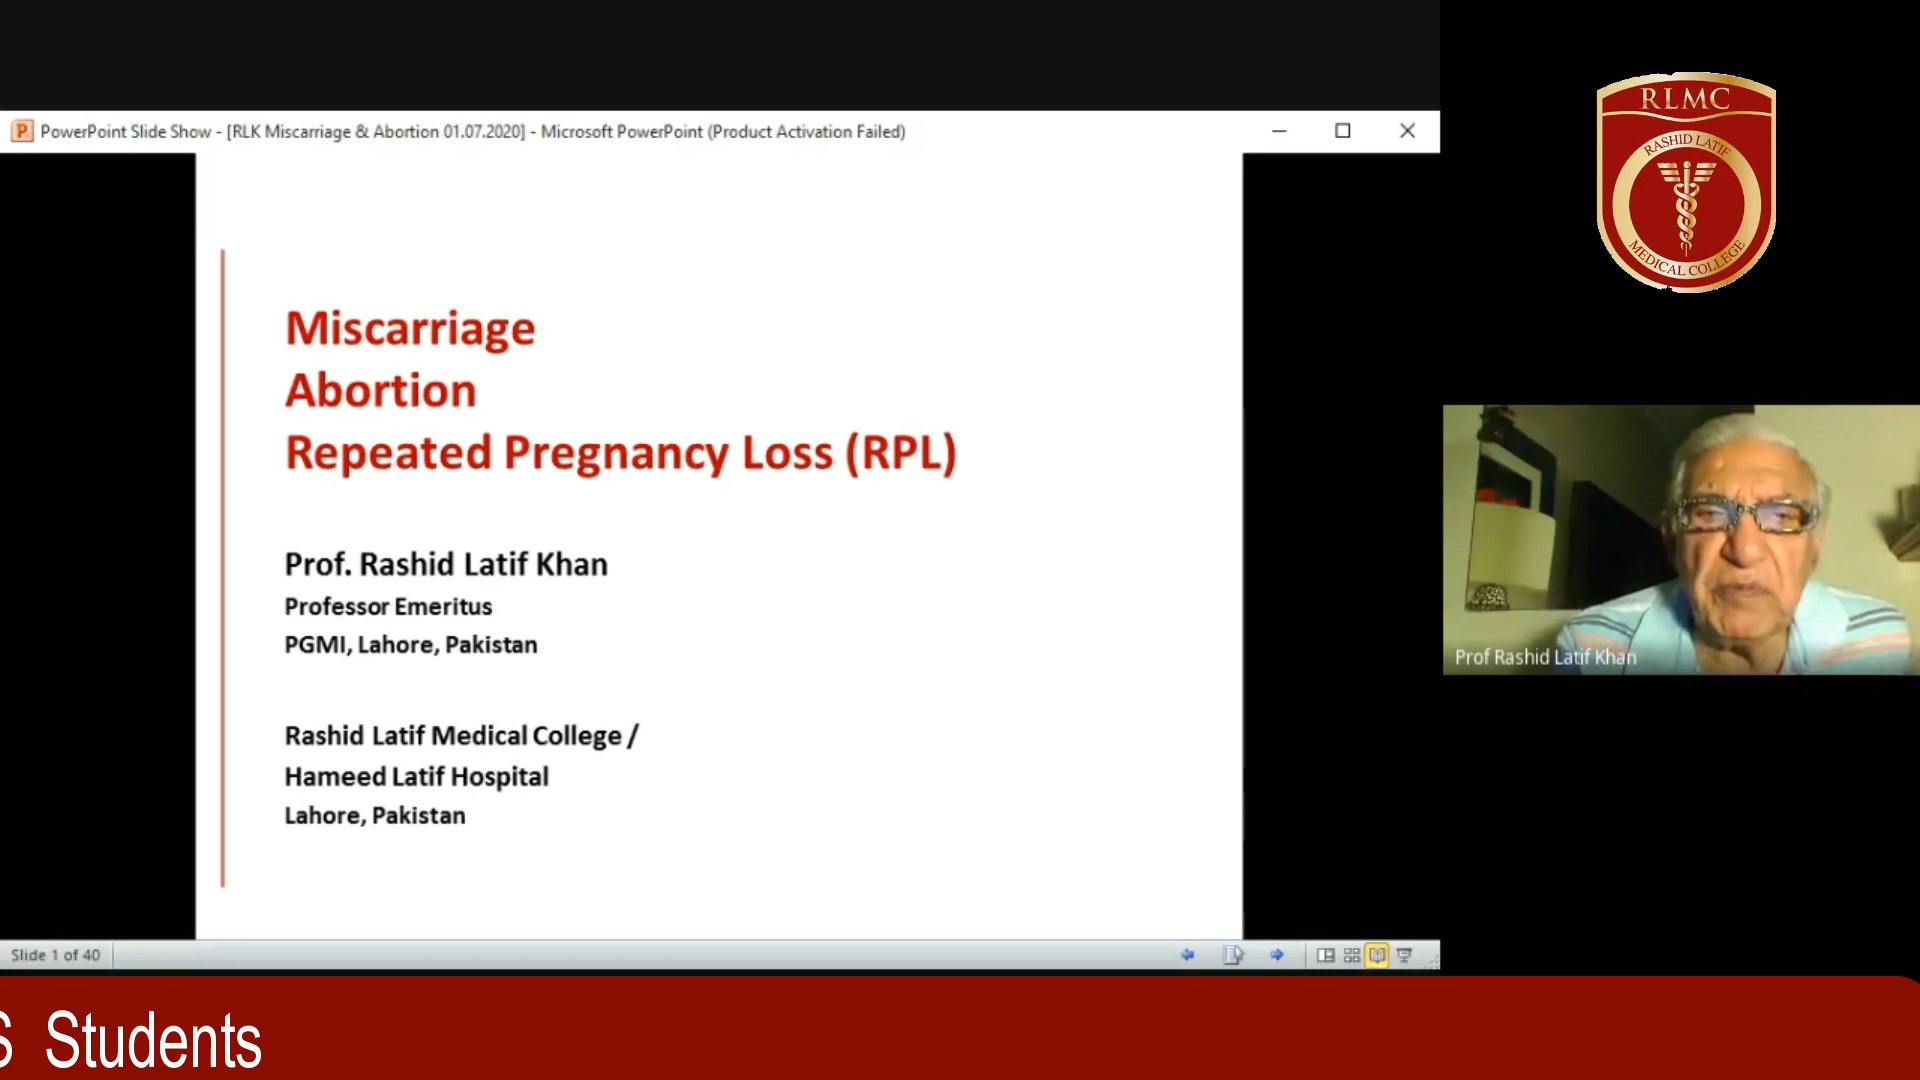 PowerPoint Slide Show - [RLK Miscarriage & Abortion 01.07.2020] - Microsoft PowerPoint (Product Activation Failed)
Miscarriage
Abortion
Repeated Pregnancy Loss (RPL)
Prof. Rashid Latif Khan
Professor Emeritus
PGMI, Lahore, Pakistan
Rashid Latif Medical College /
Hameed Latif Hospital
Lahore, Pakistan
Slide 1 of 40
RLMC
RASHID LATIF
MEDICAL COLLEGE
Prof Rashid Latif Khan
S Students